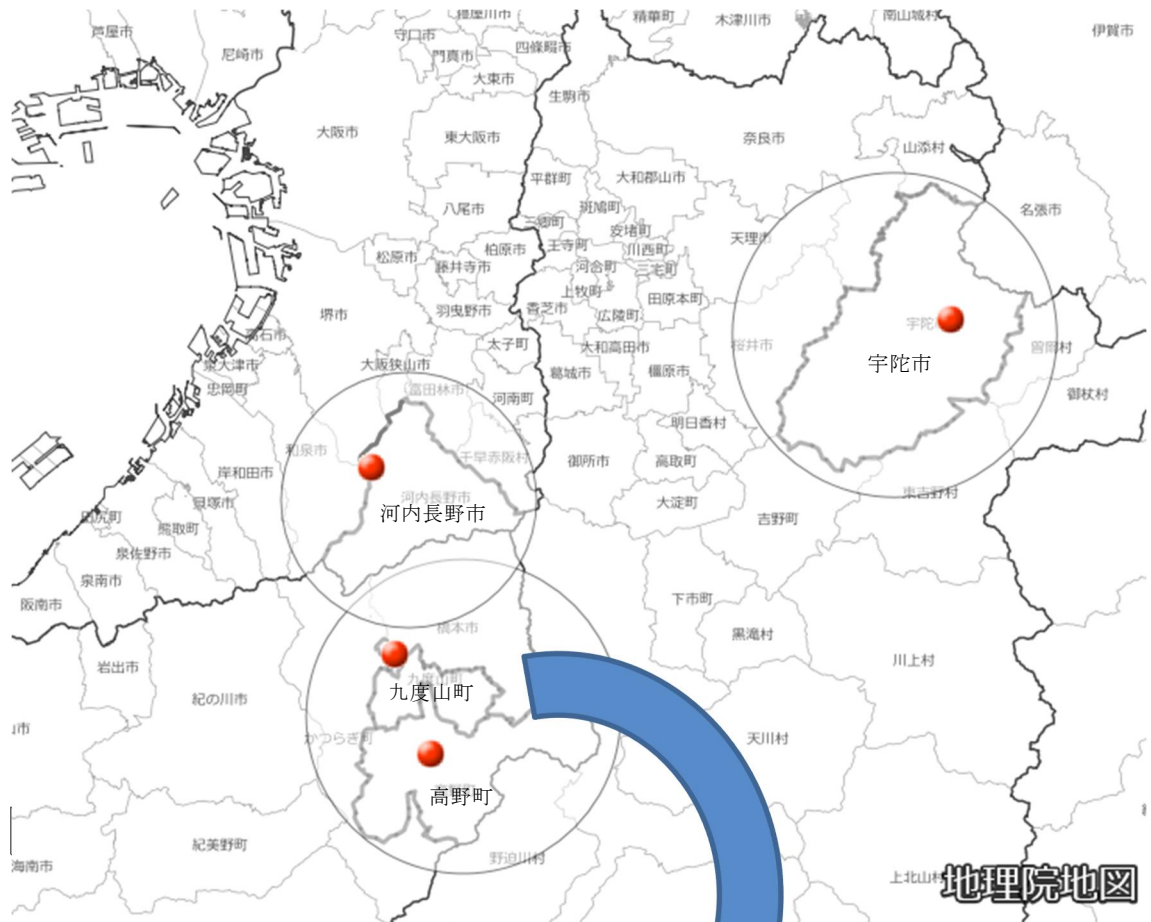 芦屋市
尼崎市
守口市
門真市
大東市
寝屋川市
四條畷市
精華町
木津川市
南山城村
伊賀市
生駒市
大阪市
東大阪市
奈良市
山添村
平群町
大和郡山市
八尾市
斑鳩町
三郷町
安堵町
名張市
松原市
柏原市
王寺町
川西町
天理市
藤井寺市
河合町
三宅町
上牧町
田原本町
堺市
羽曳野市
香芝市
広陵町
高石市
太子町
大和高田市
桜井市
宇陀
宇陀市
曽爾村
泉大津市
忠岡町
大阪狭山市
富田林市
河南町
葛城市
橿原市
御杖村
和泉市
千早赤阪村
明日香村
岸和田市
御所市
高取町
貝塚市
河内長野市
河内長野市
大淀町
東吉野村
田尻町
熊取町
吉野町
泉佐野市
泉南市
阪南市
下市町
橋本市
黒滝村
岩出市
川上村
九度山町
九度山町
紀の川市
市
かつらぎ町
天川村
高野町
紀美野町
海南市
野迫川村
上北山村
地理院地図